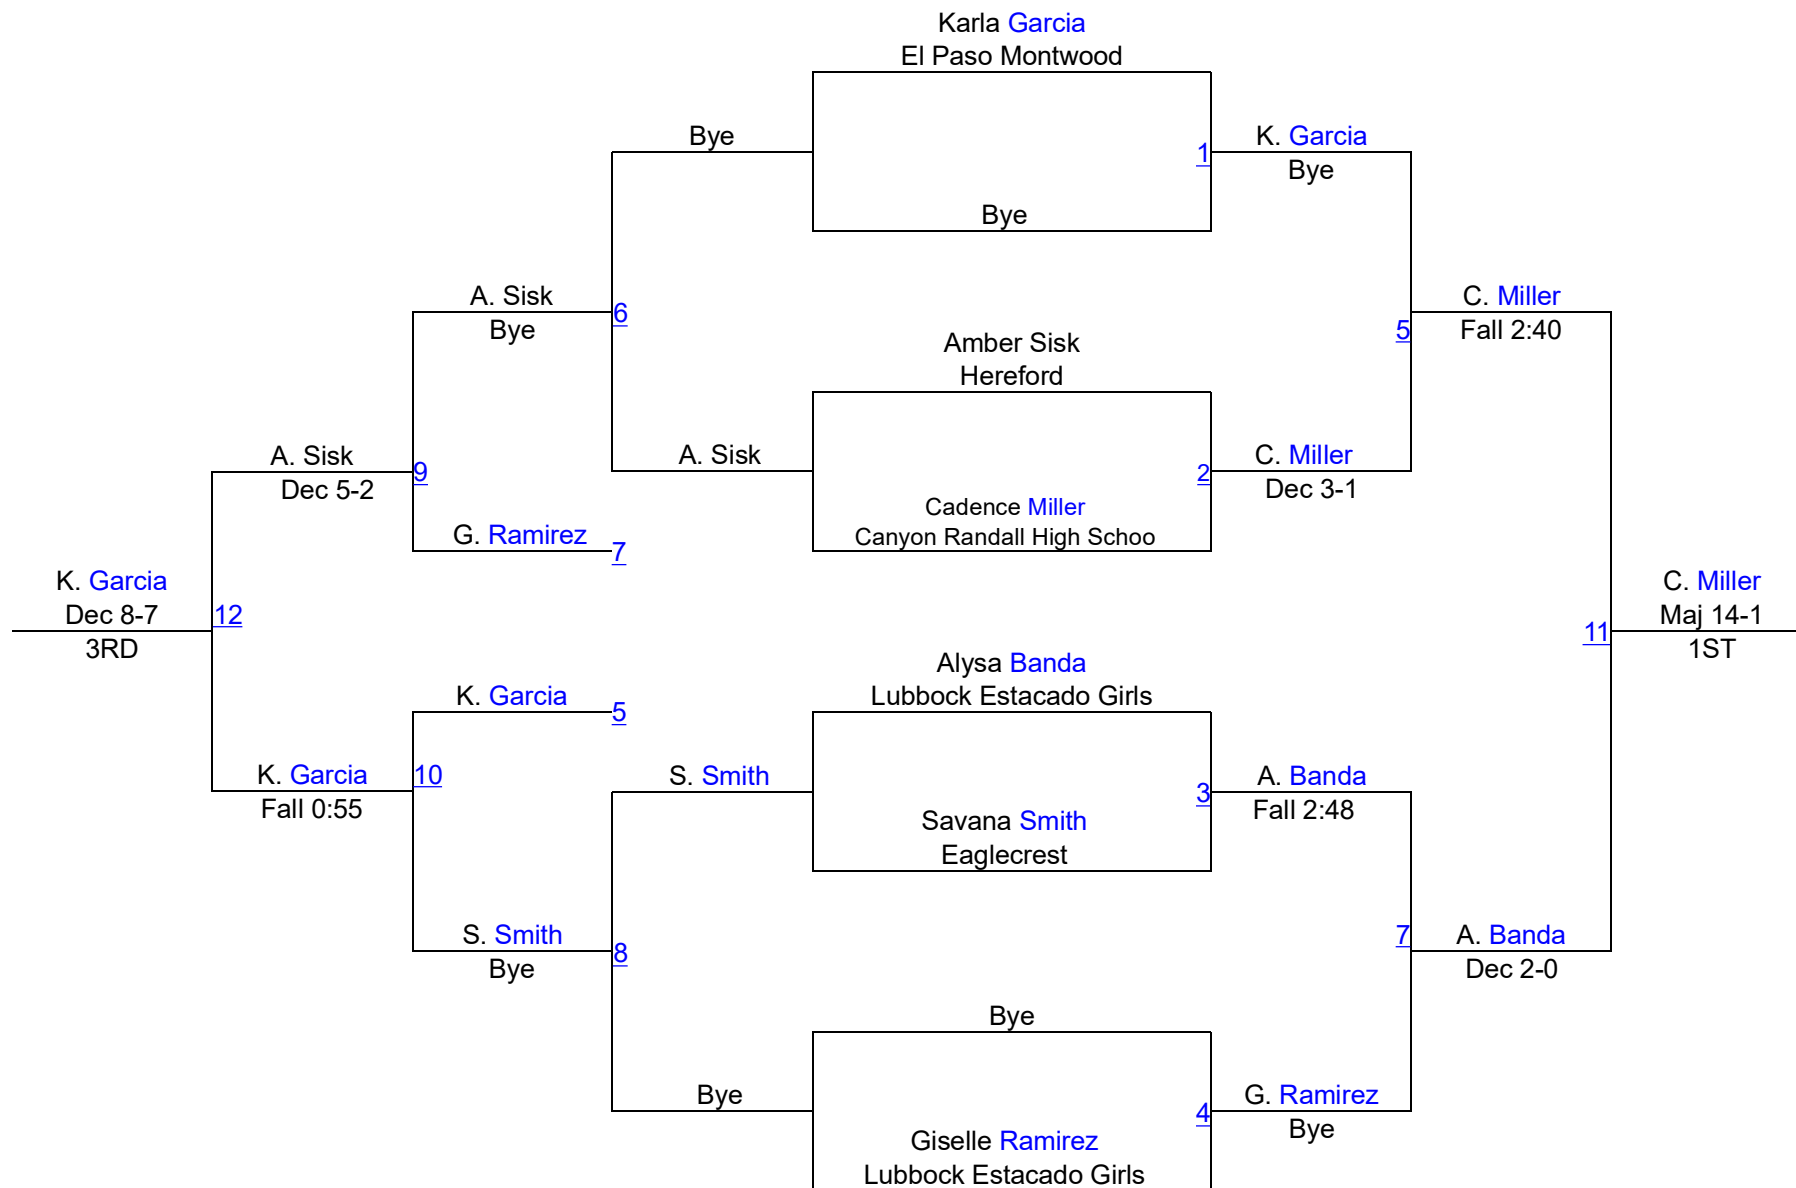 Karla Garcia
El Paso Montwood
Bye
1
K. Garcia
Bye
Bye
A. Sisk
Bye
6
C. Miller
Fall 2:40
5
Amber Sisk
Hereford
A. Sisk
Dec 5-2
9
A. Sisk
2
C. Miller
Dec 3-1
Cadence Miller
Canyon Randall High Schoo
G. Ramirez
7
K. Garcia
Dec 8-7
3RD
12
C. Miller
Maj 14-1
1ST
11
Alysa Banda
Lubbock Estacado Girls
K. Garcia
5
K. Garcia
Fall 0:55
10
S. Smith
3
A. Banda
Fall 2:48
Savana Smith
Eaglecrest
S. Smith
Bye
8
7
A. Banda
Dec 2-0
Bye
Bye
4
G. Ramirez
Bye
Giselle Ramirez
Lubbock Estacado Girls